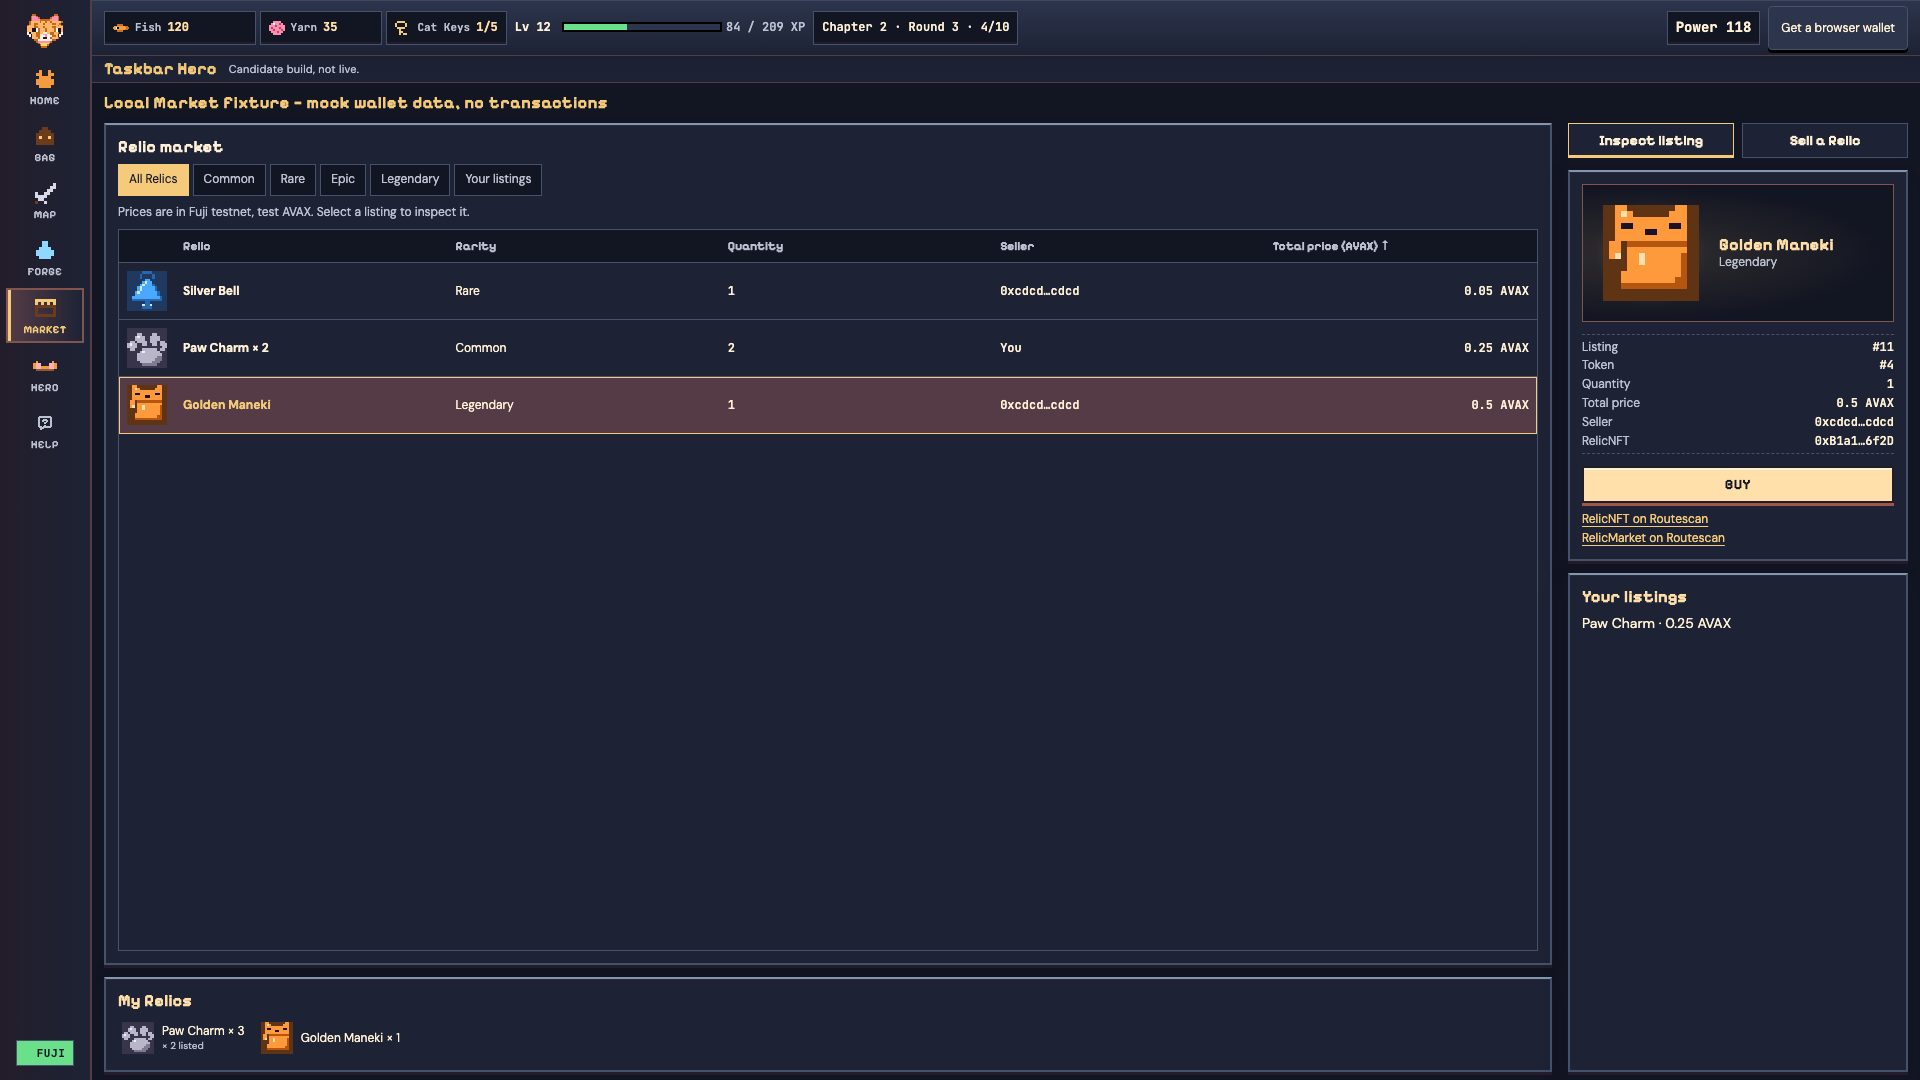 Fish 120
Yarn 35
Cat Keys 1/5
Lv 12
84 / 209 XP
Chapter 2 · Round 3 · 4/10
Power 118
Get a browser wallet
HOME
BAG
MAP
FORGE
MARKET
HERO
HELP
FUJI
Taskbar Hero
Candidate build, not live.
Local Market Fixture - mock wallet data, no transactions
Relic market
All Relics
Common
Rare
Epic
Legendary
Your listings
Prices are in Fuji testnet, test AVAX. Select a listing to inspect it.
Relic Rarity Quantity Seller Total price (AVAX) ↑
Silver Bell Rare 1 0xcdcd…cdcd 0.05 AVAX
Paw Charm × 2 Common 2 You 0.25 AVAX
Golden Maneki Legendary 1 0xcdcd…cdcd 0.5 AVAX
My Relics
Paw Charm × 3
× 2 listed
Golden Maneki × 1
Inspect listing
Sell a Relic
Golden Maneki
Legendary
Listing #11
Token #4
Quantity 1
Total price 0.5 AVAX
Seller 0xcdcd…cdcd
RelicNFT 0xB1a1…6f2D
BUY
RelicNFT on Routescan
RelicMarket on Routescan
Your listings
Paw Charm · 0.25 AVAX